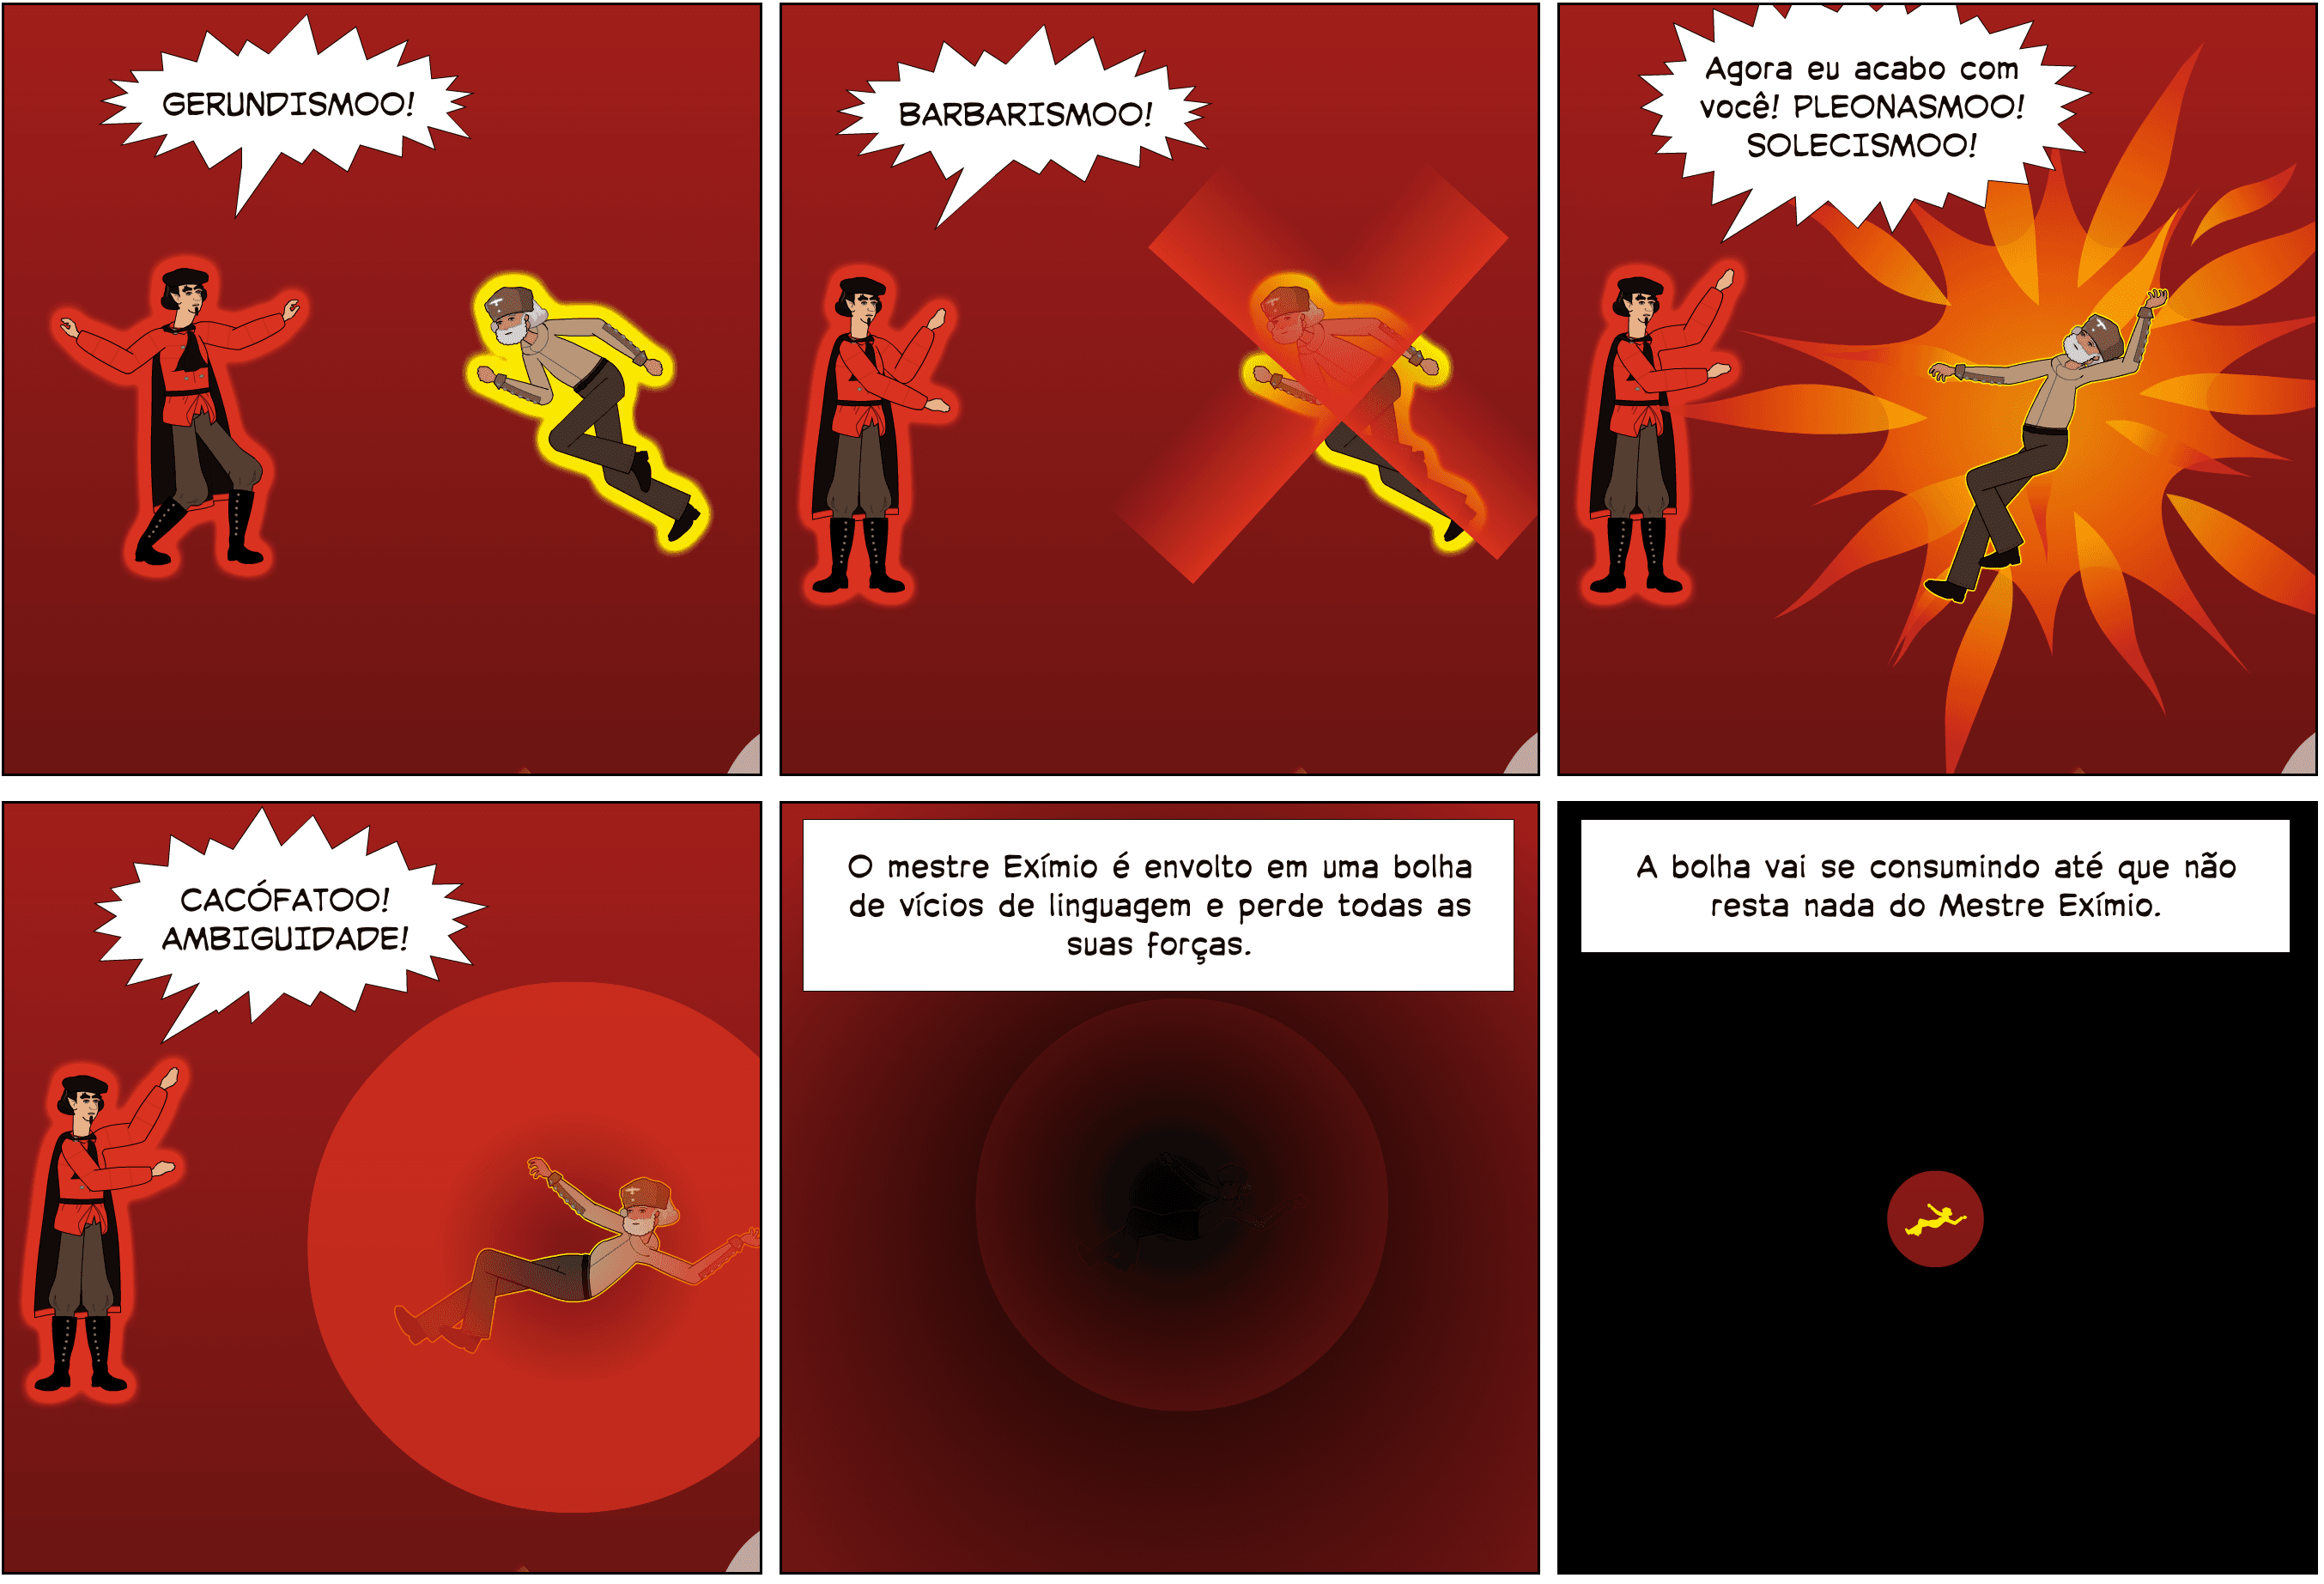 GERUNDISMOO!
BARBARISMOO!
Agora eu acabo com
você! PLEONASMOO!
SOLECISMOO!
CACÓFATOO!
AMBIGUIDADE!
O mestre Exímio é envolto em uma bolha
de vícios de linguagem e perde todas as
suas forças.
A bolha vai se consumindo até que não
resta nada do Mestre Exímio.